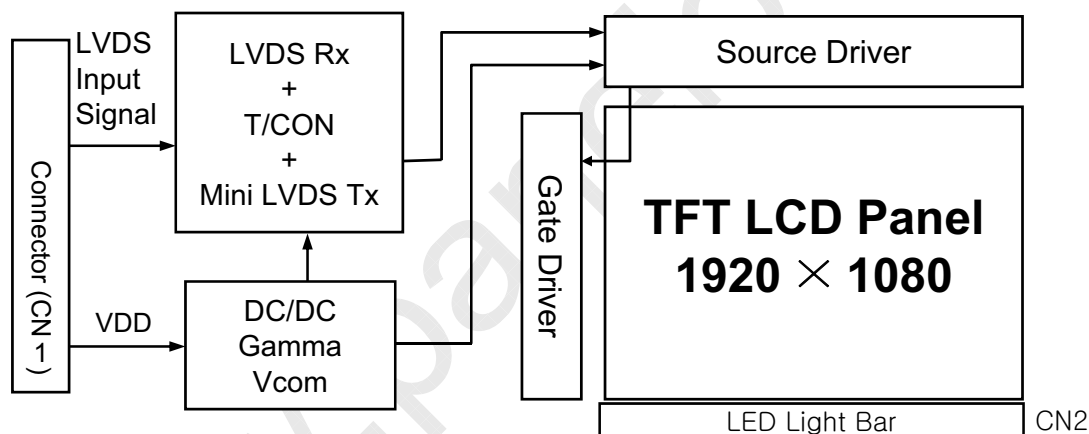 LVDS
Input
Signal
Connector (CN1)
VDD
LVDS Rx
+
T/CON
+
Mini LVDS Tx
DC/DC
Gamma
Vcom
Source Driver
Gate Driver
TFT LCD Panel
1920 × 1080
LED Light Bar
CN2